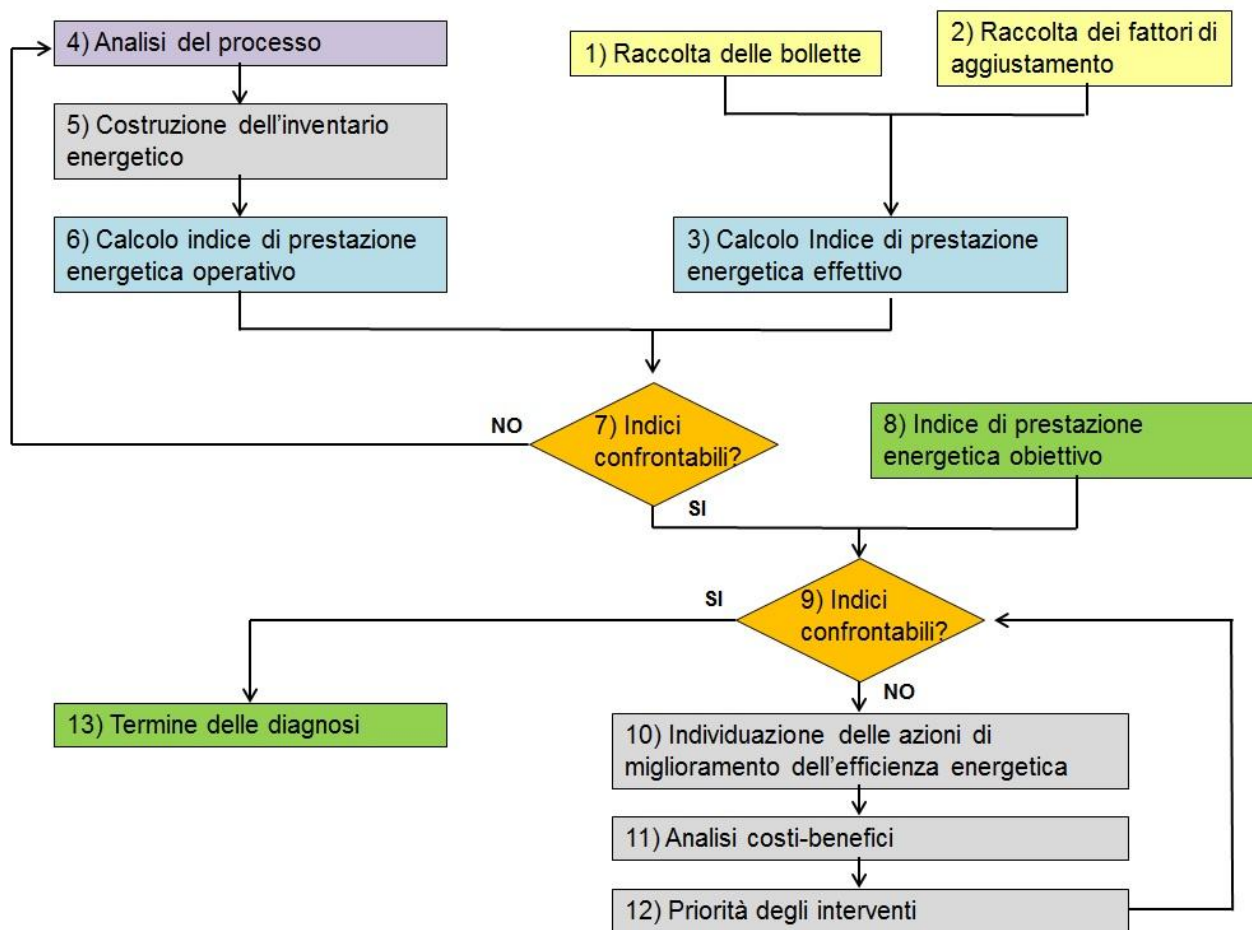 4) Analisi del processo
1) Raccolta delle bollette
2) Raccolta dei fattori di
aggiustamento
5) Costruzione dell'inventario
energetico
6) Calcolo indice di prestazione
energetica operativo
3) Calcolo Indice di prestazione
energetica effettivo
NO
7) Indici
confrontabili?
8) Indice di prestazione
energetica obiettivo
SI
SI
9) Indici
confrontabili?
NO
13) Termine delle diagnosi
10) Individuazione delle azioni di
miglioramento dell'efficienza energetica
11) Analisi costi-benefici
12) Priorità degli interventi